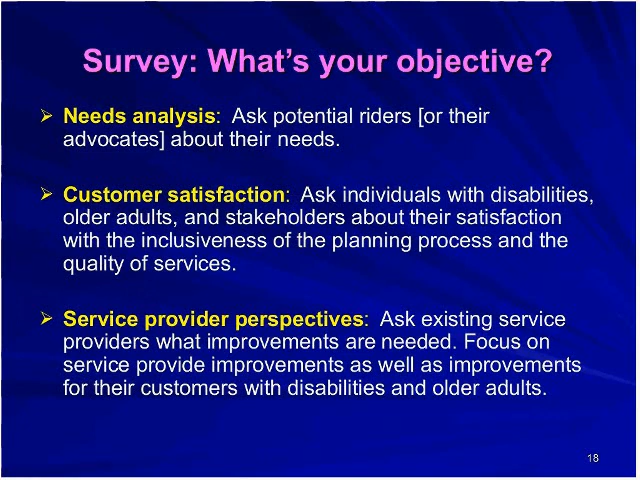 Survey: What's your objective?
Needs analysis:  Ask potential riders [or their
advocates] about their needs.
Customer satisfaction:  Ask individuals with disabilities,
older adults, and stakeholders about their satisfaction
with the inclusiveness of the planning process and the
quality of services.
Service provider perspectives:  Ask existing service
providers what improvements are needed. Focus on
service provide improvements as well as improvements
for their customers with disabilities and older adults.
18